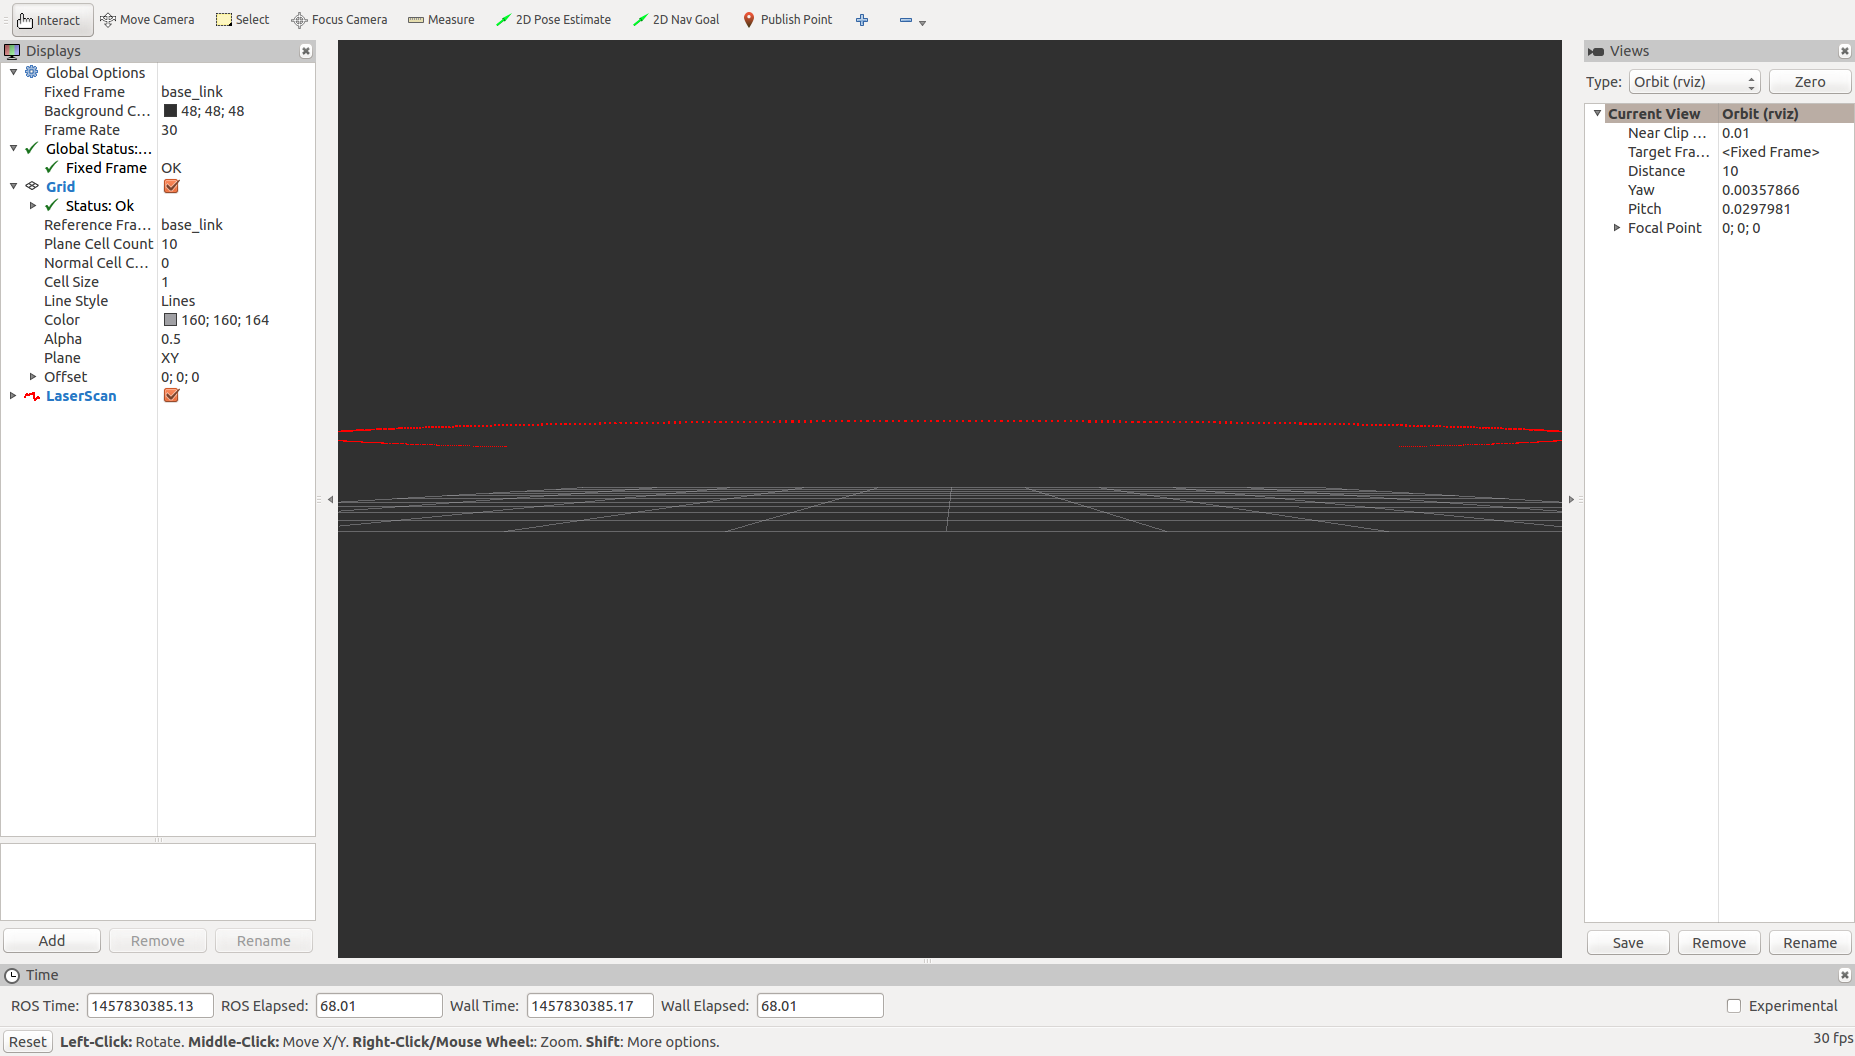 Interact Move Camera Select Focus Camera Measure 2D Pose Estimate 2D Nav Goal Publish Point
Displays
Global Options
Fixed Frame base_link
Background C... 48; 48; 48
Frame Rate 30
Global Status:...
Fixed Frame OK
Grid
Status: Ok
Reference Fra... base_link
Plane Cell Count 10
Normal Cell C... 0
Cell Size 1
Line Style Lines
Color 160; 160; 164
Alpha 0.5
Plane XY
Offset 0; 0; 0
LaserScan
Add Remove Rename
Views
Type: Orbit (rviz) Zero
Current View Orbit (rviz)
Near Clip ... 0.01
Target Fra... <Fixed Frame>
Distance 10
Yaw 0.00357866
Pitch 0.0297981
Focal Point 0; 0; 0
Save Remove Rename
Time
ROS Time: 1457830385.13 ROS Elapsed: 68.01 Wall Time: 1457830385.17 Wall Elapsed: 68.01 Experimental
Reset Left-Click: Rotate. Middle-Click: Move X/Y. Right-Click/Mouse Wheel:: Zoom. Shift: More options. 30 fps